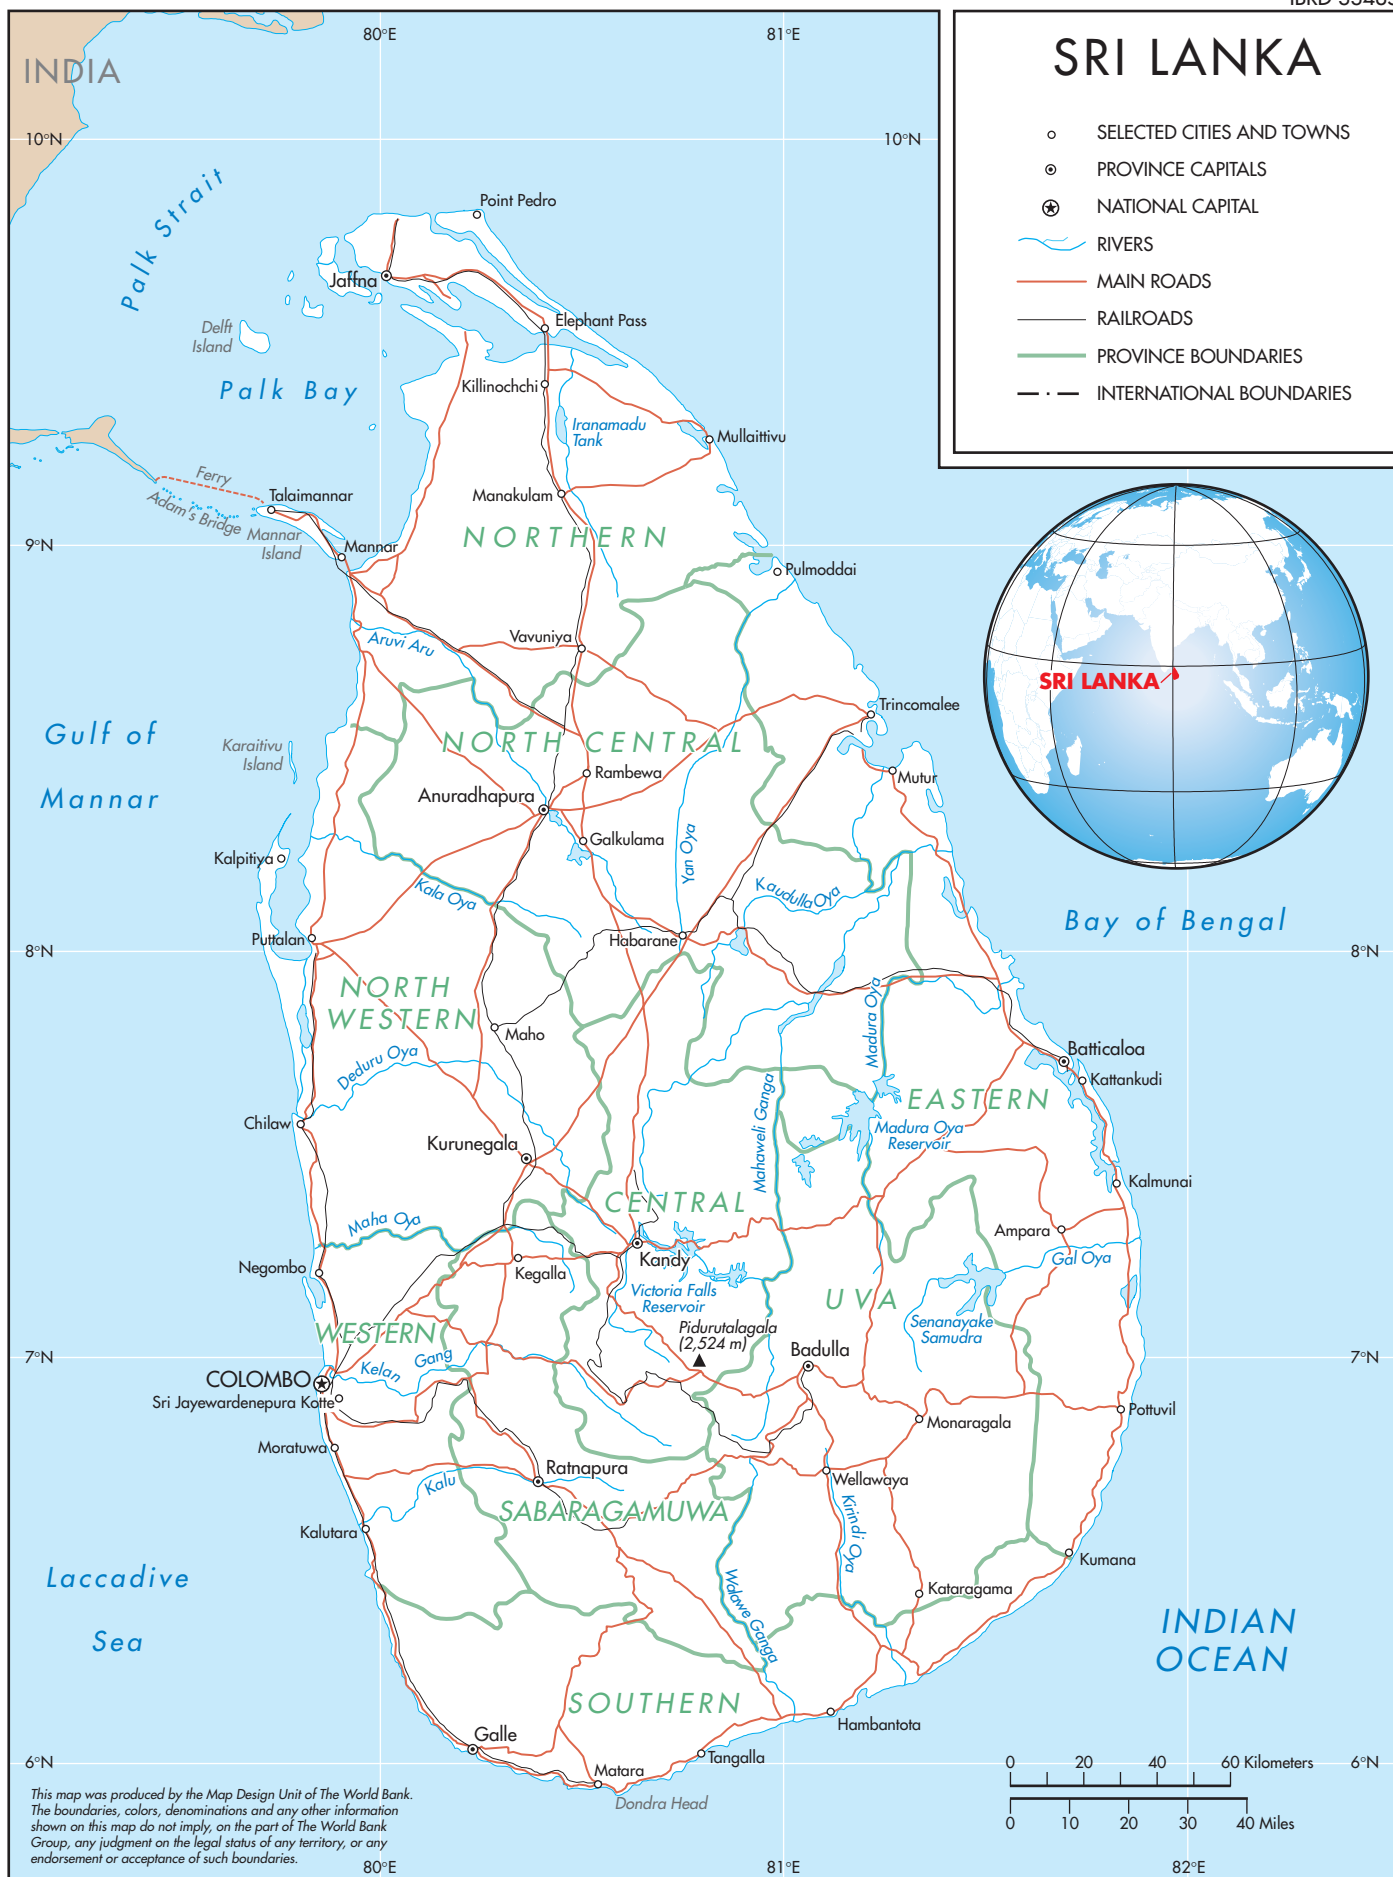 80°E
81°E
INDIA
10°N
10°N
SRI LANKA
SELECTED CITIES AND TOWNS
PROVINCE CAPITALS
NATIONAL CAPITAL
RIVERS
MAIN ROADS
RAILROADS
PROVINCE BOUNDARIES
INTERNATIONAL BOUNDARIES
Palk Strait
Point Pedro
Jaffna
Elephant Pass
Delft
Island
Palk Bay
Killinochchi
Iranamadu
Tank
Mullaittivu
Ferry
Talaimannar
Adam's Bridge
Mannar
Island
Manakulam
NORTHERN
9°N
Mannar
Pulmoddai
Aruvi Aru
Vavuniya
SRI LANKA
Trincomalee
Gulf of
Mannar
Karaitivu
Island
NORTH CENTRAL
Rambewa
Mutur
Anuradhapura
Galkulama
Yan Oya
Kalpitiya
Kala Oya
Kaudulla Oya
Bay of Bengal
Puttalan
Habarane
8°N
8°N
NORTH
WESTERN
Maho
Madura Oya
Deduru Oya
Batticaloa
Kattankudi
EASTERN
Mahaweli Ganga
Madura Oya
Reservoir
Chilaw
Kurunegala
Kalmunai
CENTRAL
Maha Oya
Ampara
Gal Oya
Negombo
Kegalla
Kandy
Victoria Falls
Reservoir
UVA
Senanayake
Samudra
Pidurutalagala
(2,524 m)
WESTERN
Badulla
7°N
7°N
Kelan Gang
COLOMBO
Sri Jayewardenepura Kotte
Pottuvil
Monaragala
Moratuwa
Ratnapura
Wellawaya
Kalu
SABARAGAMUWA
Kirindi Oya
Kalutara
Kumana
Laccadive
Sea
Walawe Ganga
Kataragama
INDIAN
OCEAN
SOUTHERN
Hambantota
Galle
Tangalla
6°N
6°N
Matara
Dondra Head
0 20 40 60 Kilometers
0 10 20 30 40 Miles
This map was produced by the Map Design Unit of The World Bank.
The boundaries, colors, denominations and any other information
shown on this map do not imply, on the part of The World Bank
Group, any judgment on the legal status of any territory, or any
endorsement or acceptance of such boundaries.
80°E
81°E
82°E